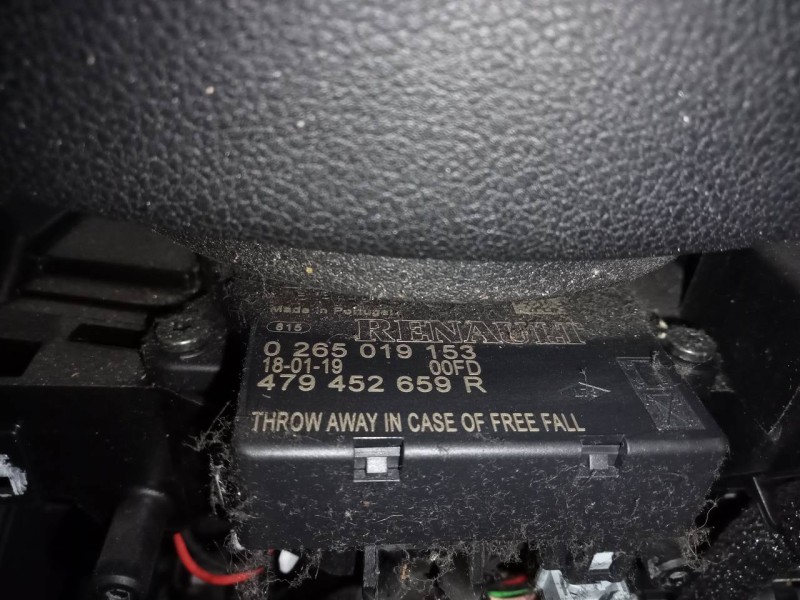 Made in Portugal
815 RENAULT
0 265 019 153
18-01-19 00FD
479 452 659 R
THROW AWAY IN CASE OF FREE FALL